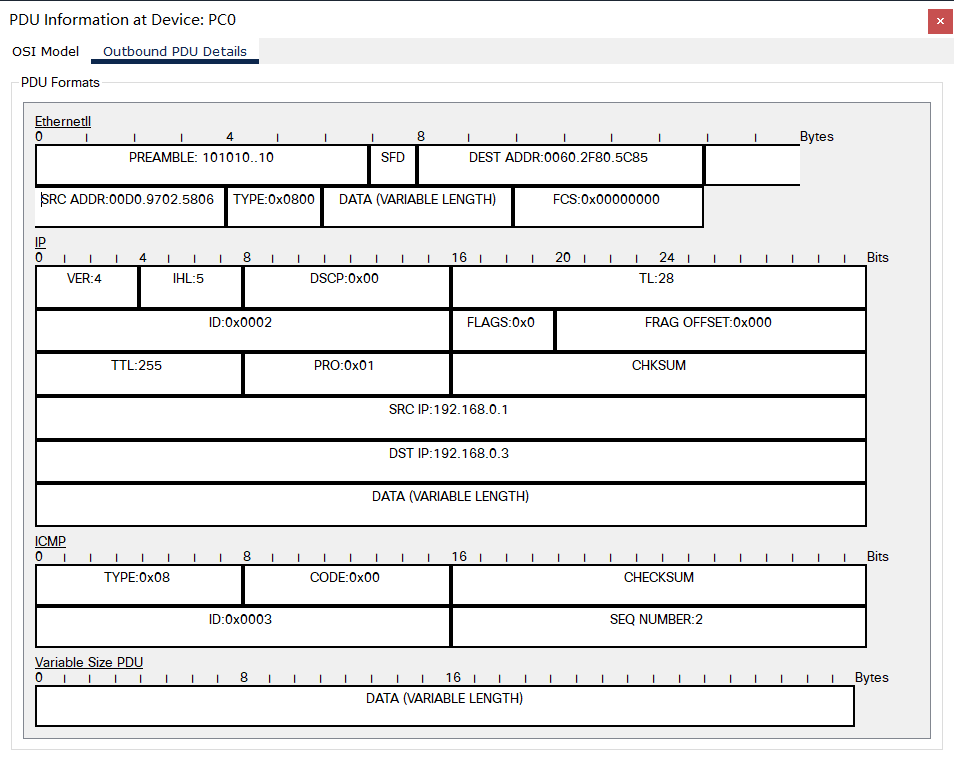 PDU Information at Device: PC0
×
OSI Model Outbound PDU Details
PDU Formats
EthernetII
0 4 8 Bytes
PREAMBLE: 101010..10 SFD DEST ADDR:0060.2F80.5C85
SRC ADDR:00D0.9702.5806 TYPE:0x0800 DATA (VARIABLE LENGTH) FCS:0x00000000
IP
0 4 8 16 20 24 Bits
VER:4 IHL:5 DSCP:0x00 TL:28
ID:0x0002 FLAGS:0x0 FRAG OFFSET:0x000
TTL:255 PRO:0x01 CHKSUM
SRC IP:192.168.0.1
DST IP:192.168.0.3
DATA (VARIABLE LENGTH)
ICMP
0 8 16 Bits
TYPE:0x08 CODE:0x00 CHECKSUM
ID:0x0003 SEQ NUMBER:2
Variable Size PDU
0 8 16 Bytes
DATA (VARIABLE LENGTH)